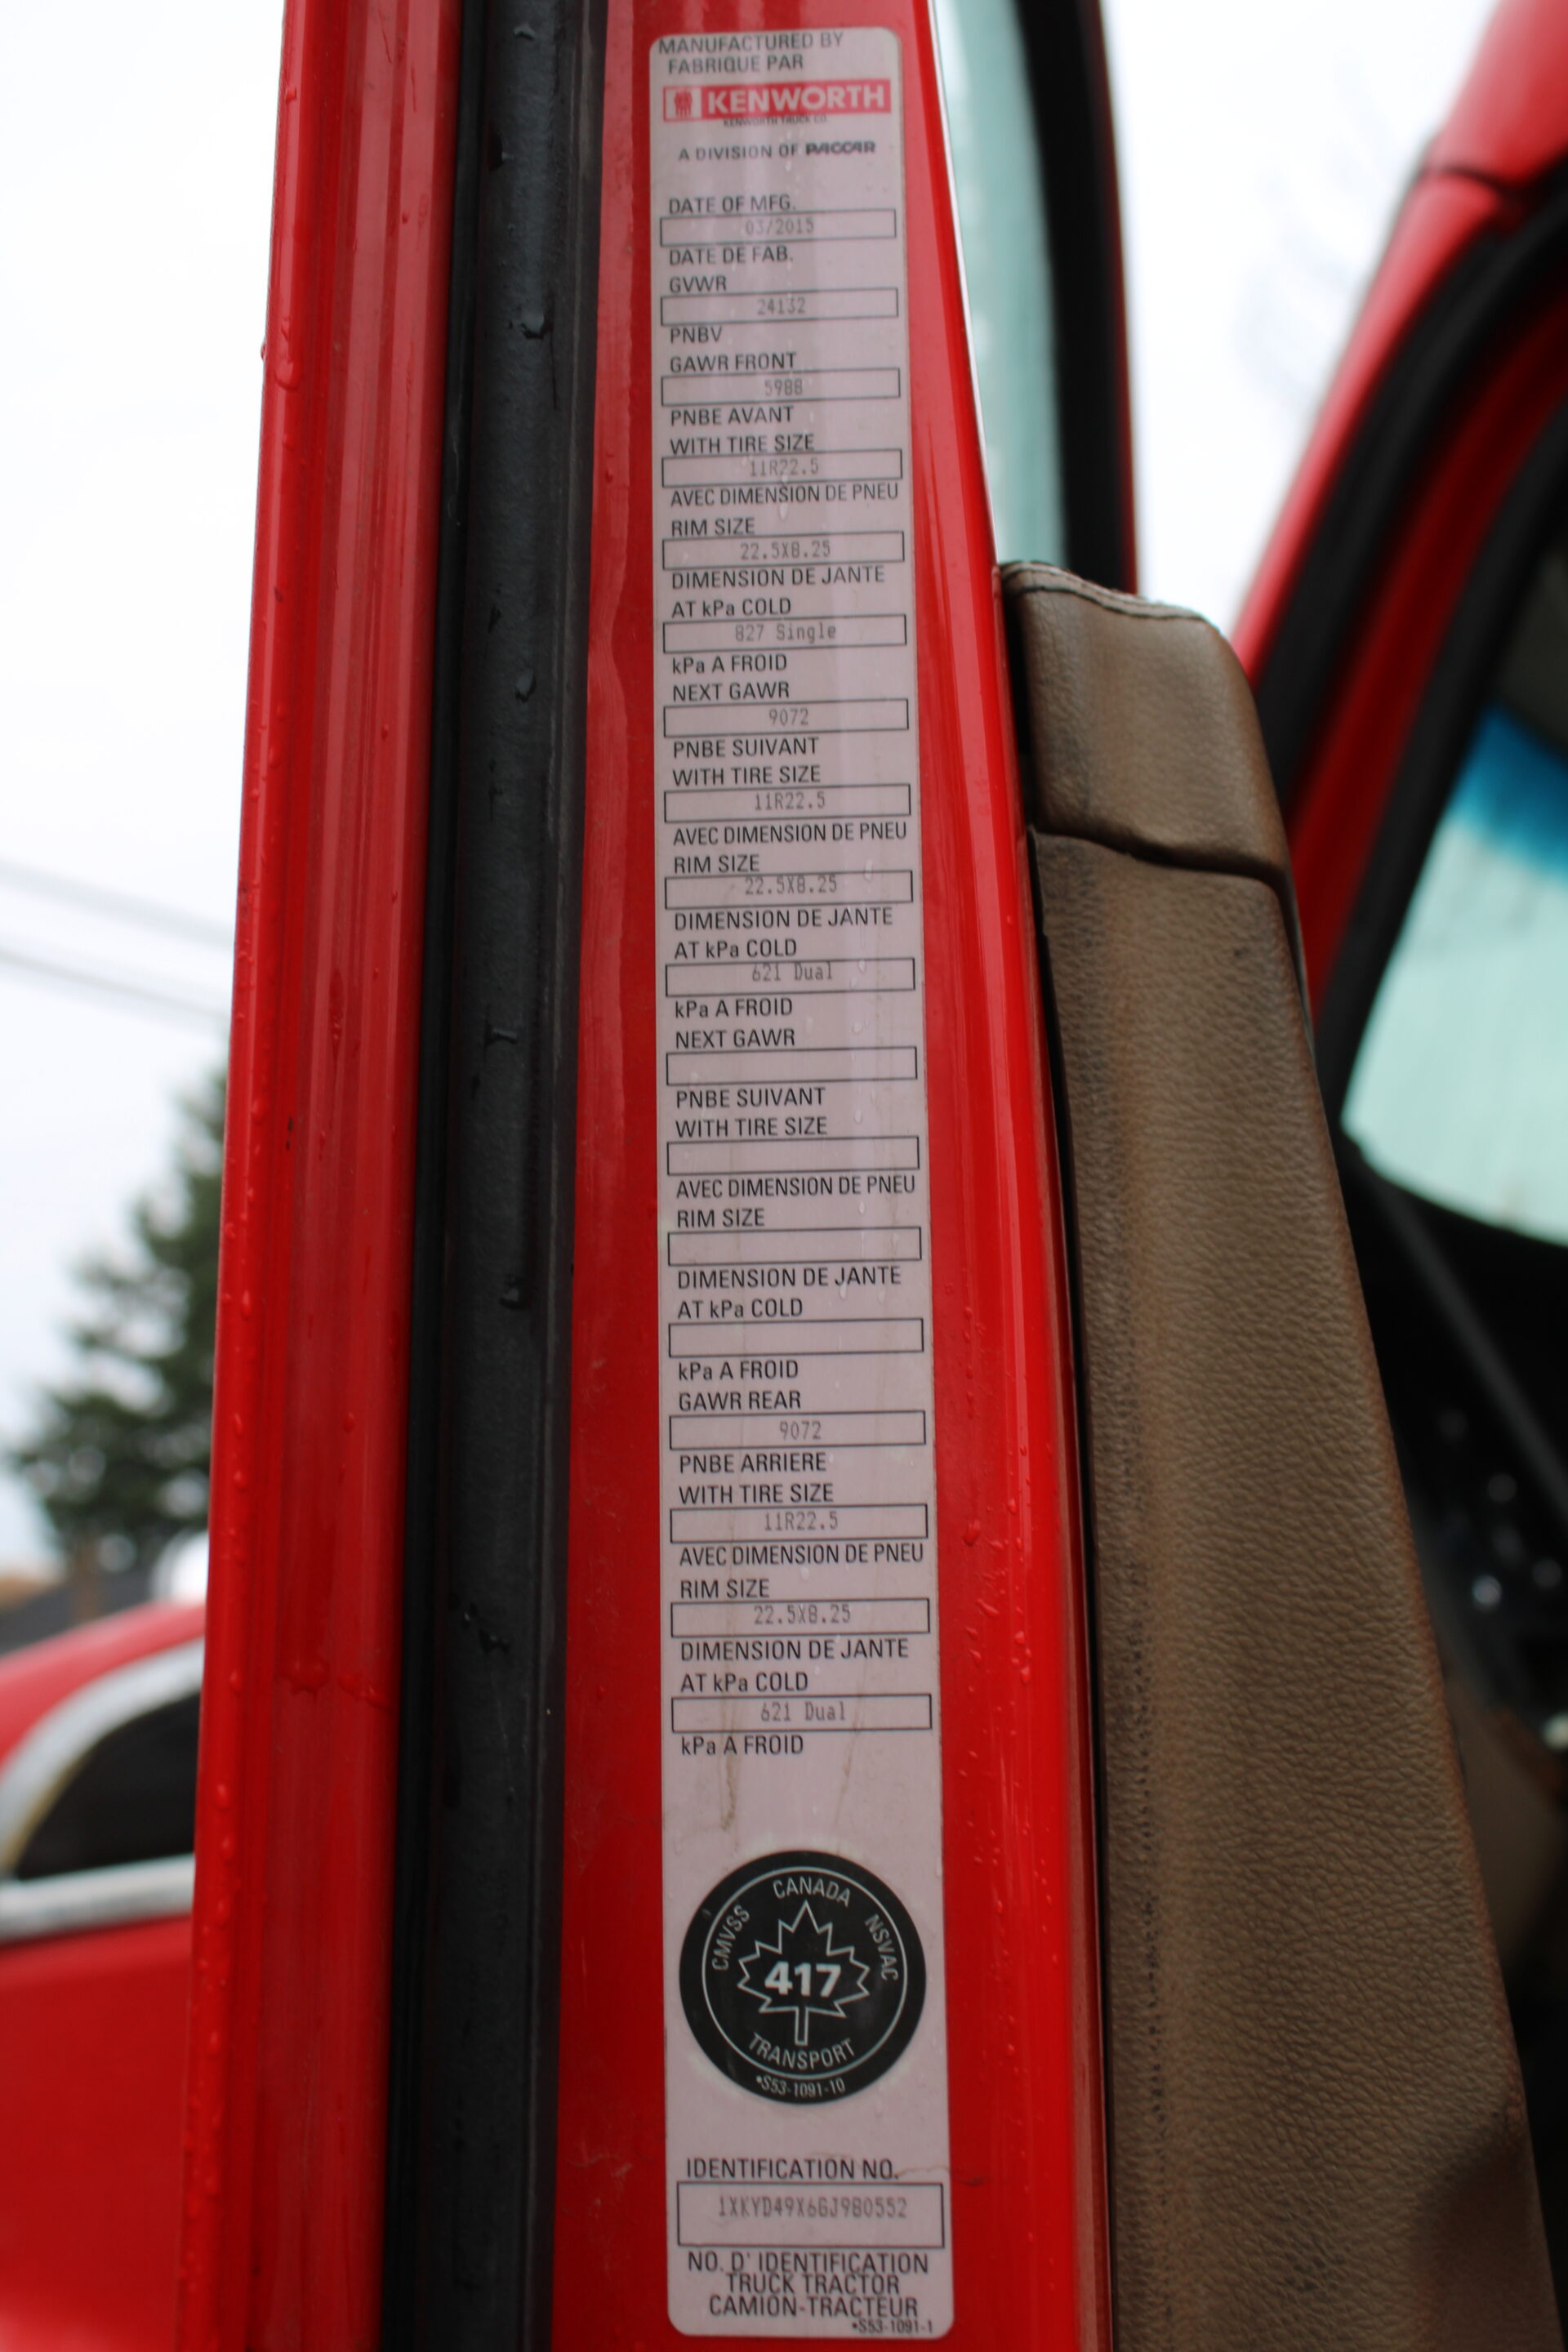 MANUFACTURED BY
FABRIQUE PAR
KENWORTH
KENWORTH TRUCK CO.
A DIVISION OF PACCAR
DATE OF MFG.
03/2015
DATE DE FAB.
GVWR
24132
PNBV
GAWR FRONT
5988
PNBE AVANT
WITH TIRE SIZE
11R22.5
AVEC DIMENSION DE PNEU
RIM SIZE
22.5X8.25
DIMENSION DE JANTE
AT kPa COLD
827 Single
kPa A FROID
NEXT GAWR
9072
PNBE SUIVANT
WITH TIRE SIZE
11R22.5
AVEC DIMENSION DE PNEU
RIM SIZE
22.5X8.25
DIMENSION DE JANTE
AT kPa COLD
621 Dual
kPa A FROID
NEXT GAWR
PNBE SUIVANT
WITH TIRE SIZE
AVEC DIMENSION DE PNEU
RIM SIZE
DIMENSION DE JANTE
AT kPa COLD
kPa A FROID
GAWR REAR
9072
PNBE ARRIERE
WITH TIRE SIZE
11R22.5
AVEC DIMENSION DE PNEU
RIM SIZE
22.5X8.25
DIMENSION DE JANTE
AT kPa COLD
621 Dual
kPa A FROID
CANADA
CMVSS
NSVAC
417
TRANSPORT
•S53-1091-10
IDENTIFICATION NO.
1XKYD49X6GJ980552
NO. D' IDENTIFICATION
TRUCK TRACTOR
CAMION-TRACTEUR
•S53-1091-1